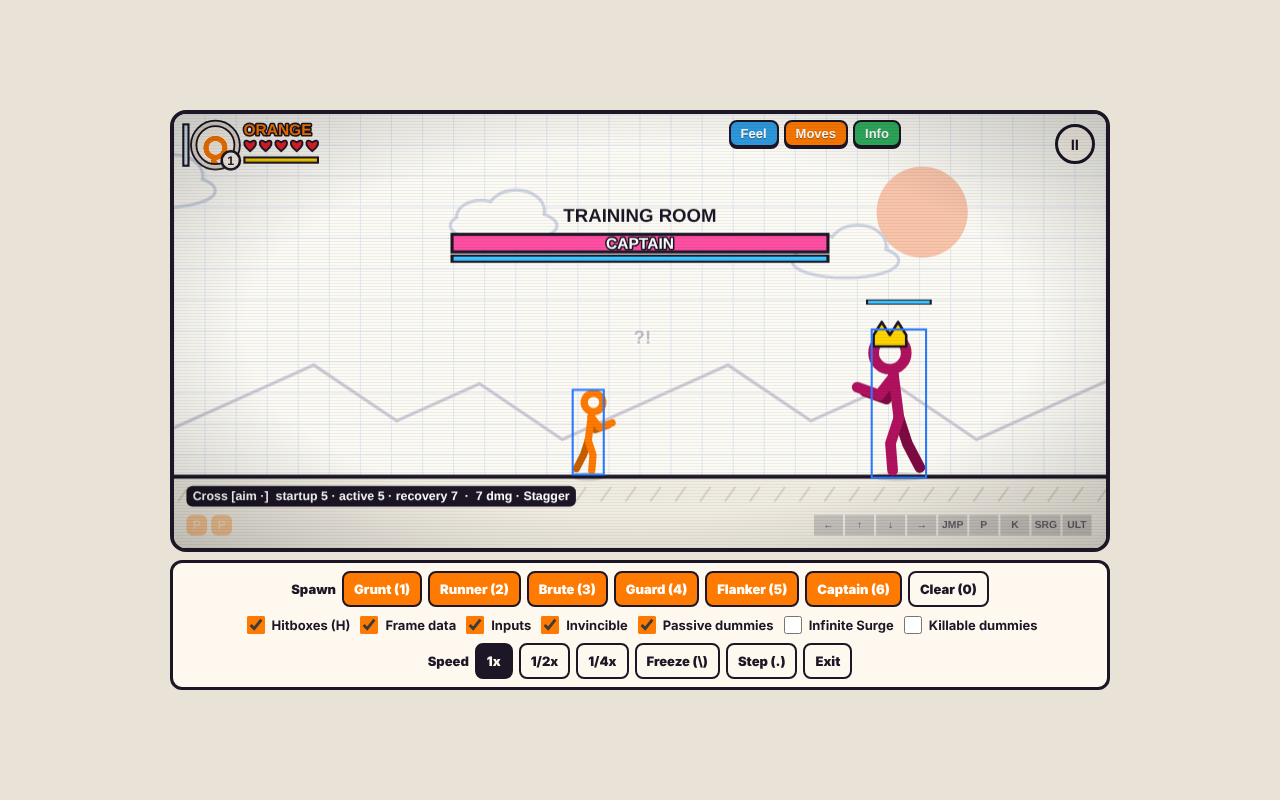 ORANGE
1
Feel Moves Info
II
TRAINING ROOM
CAPTAIN
?!
Cross [aim ·] startup 5 · active 5 · recovery 7 · 7 dmg · Stagger
P P
← ↑ ↓ → JMP P K SRG ULT
Spawn Grunt (1) Runner (2) Brute (3) Guard (4) Flanker (5) Captain (6) Clear (0)
Hitboxes (H) Frame data Inputs Invincible Passive dummies Infinite Surge Killable dummies
Speed 1x 1/2x 1/4x Freeze (\) Step (.) Exit